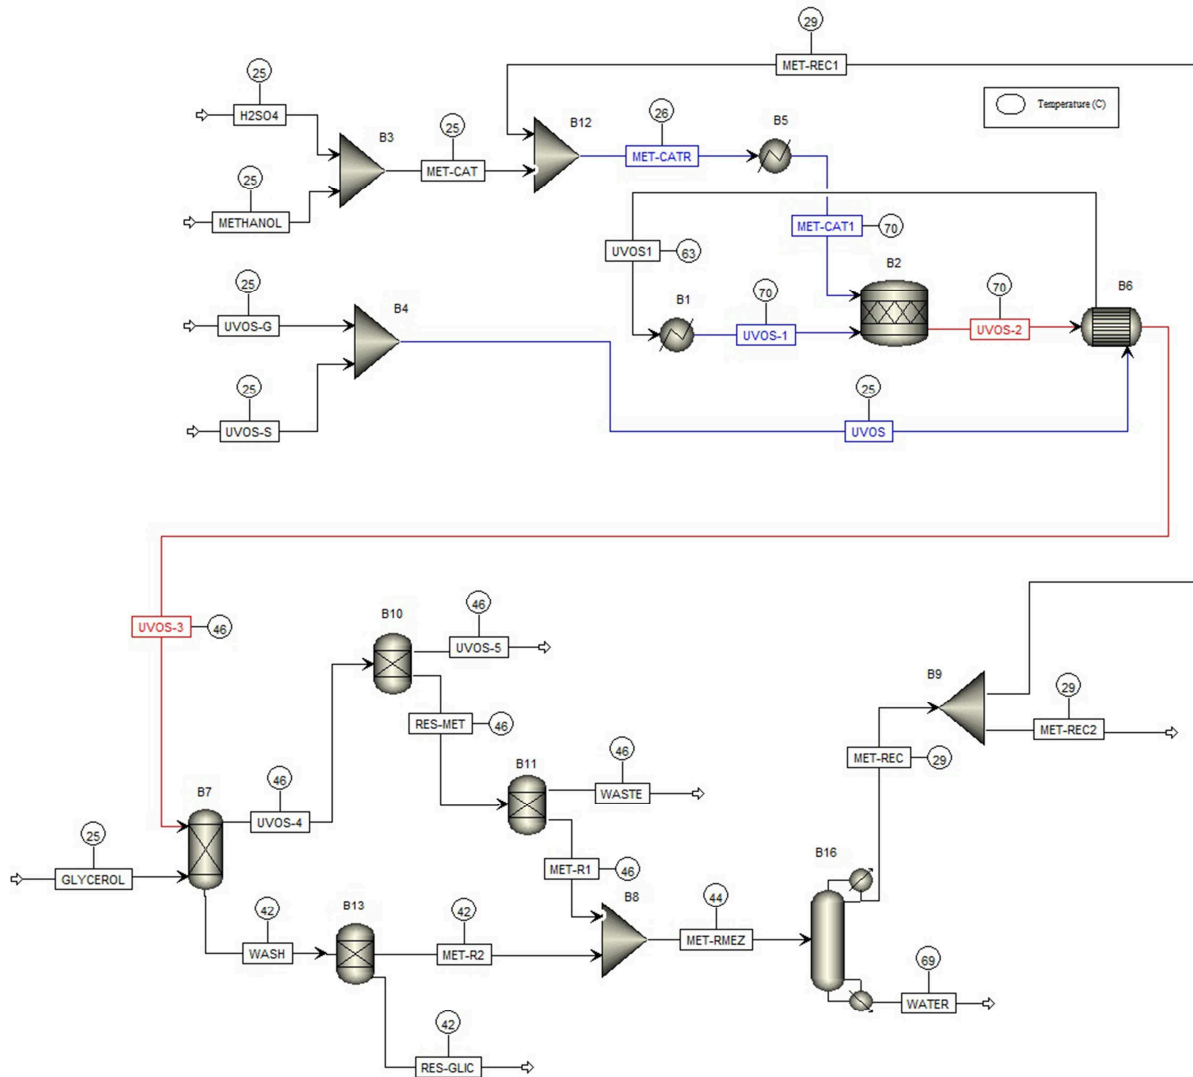 29
MET-REC1
Temperature (C)
25
H2SO4
B3
25
MET-CAT
B12
26
MET-CATR
B5
25
METHANOL
MET-CAT1
70
UVOS1
63
B2
25
UVOS-G
B4
B1
70
UVOS-1
70
UVOS-2
B6
25
UVOS-S
25
UVOS
UVOS-3
46
B10
46
UVOS-5
RES-MET
46
B9
29
MET-REC2
MET-REC
29
B11
46
WASTE
B7
46
UVOS-4
25
GLYCEROL
MET-R1
46
B16
42
WASH
B13
42
MET-R2
B8
44
MET-RMEZ
69
WATER
42
RES-GLIC